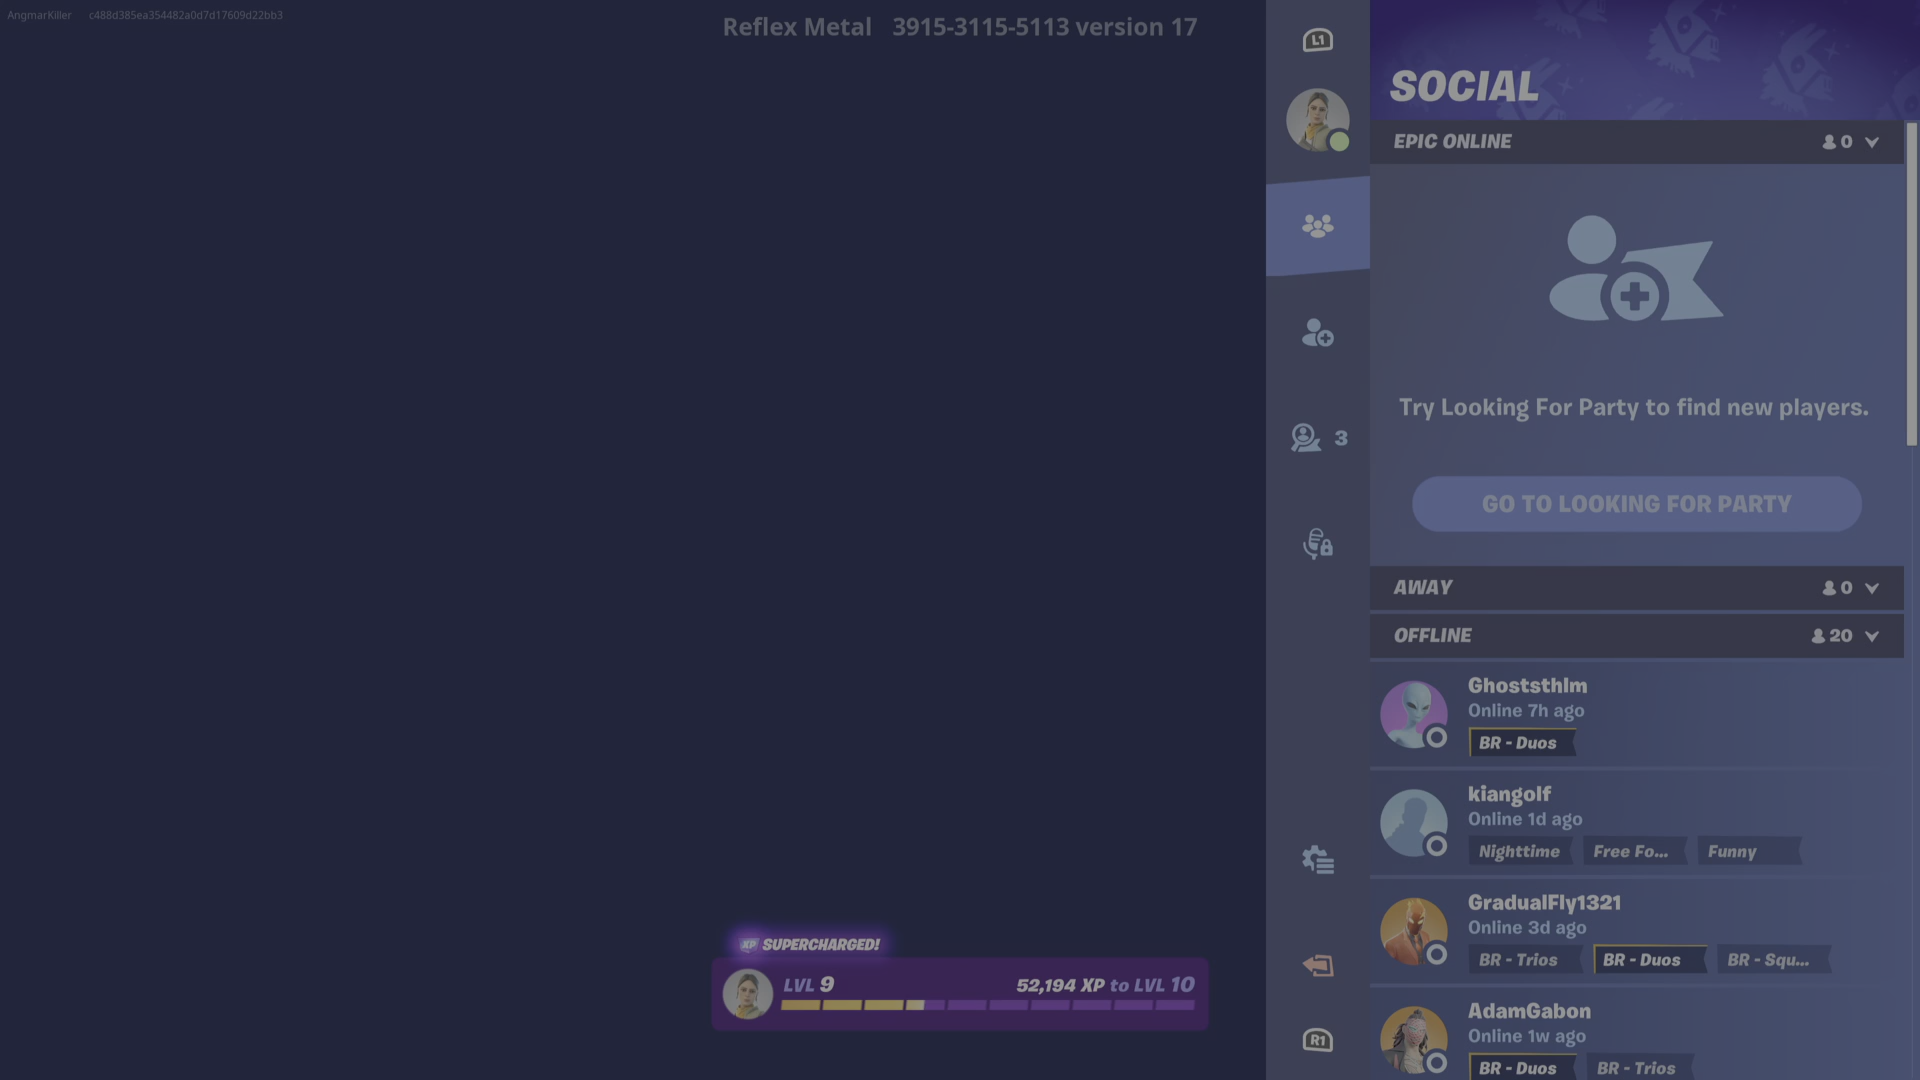 AngmarKiller c488d385ea354482a0d7d17609d22bb3
Reflex Metal 3915-3115-5113 version 17
L1
SOCIAL
EPIC ONLINE 0
Try Looking For Party to find new players.
3
GO TO LOOKING FOR PARTY
AWAY 0
OFFLINE 20
Ghoststhlm
Online 7h ago
BR - Duos
kiangolf
Online 1d ago
Nighttime Free Fo... Funny
GradualFly1321
Online 3d ago
BR - Trios BR - Duos BR - Squ...
AdamGabon
Online 1w ago
BR - Duos BR - Trios
XP SUPERCHARGED!
LVL 9 52,194 XP to LVL 10
R1